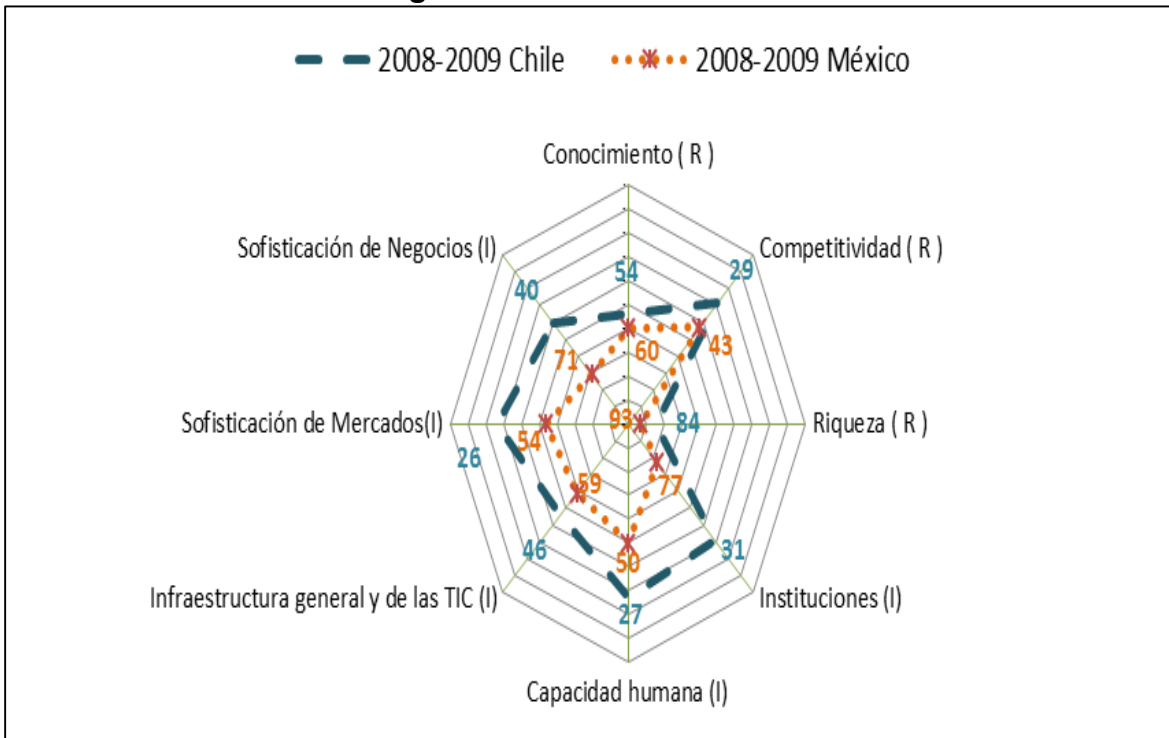 2008-2009 Chile 2008-2009 México
Conocimiento ( R )
Sofisticación de Negocios (I)
Competitividad ( R )
40
54
29
71
60
43
Sofisticación de Mercados(I)
93
84
Riqueza ( R )
26
54
59
77
46
50
31
Infraestructura general y de las TIC (I)
27
Instituciones (I)
Capacidad humana (I)